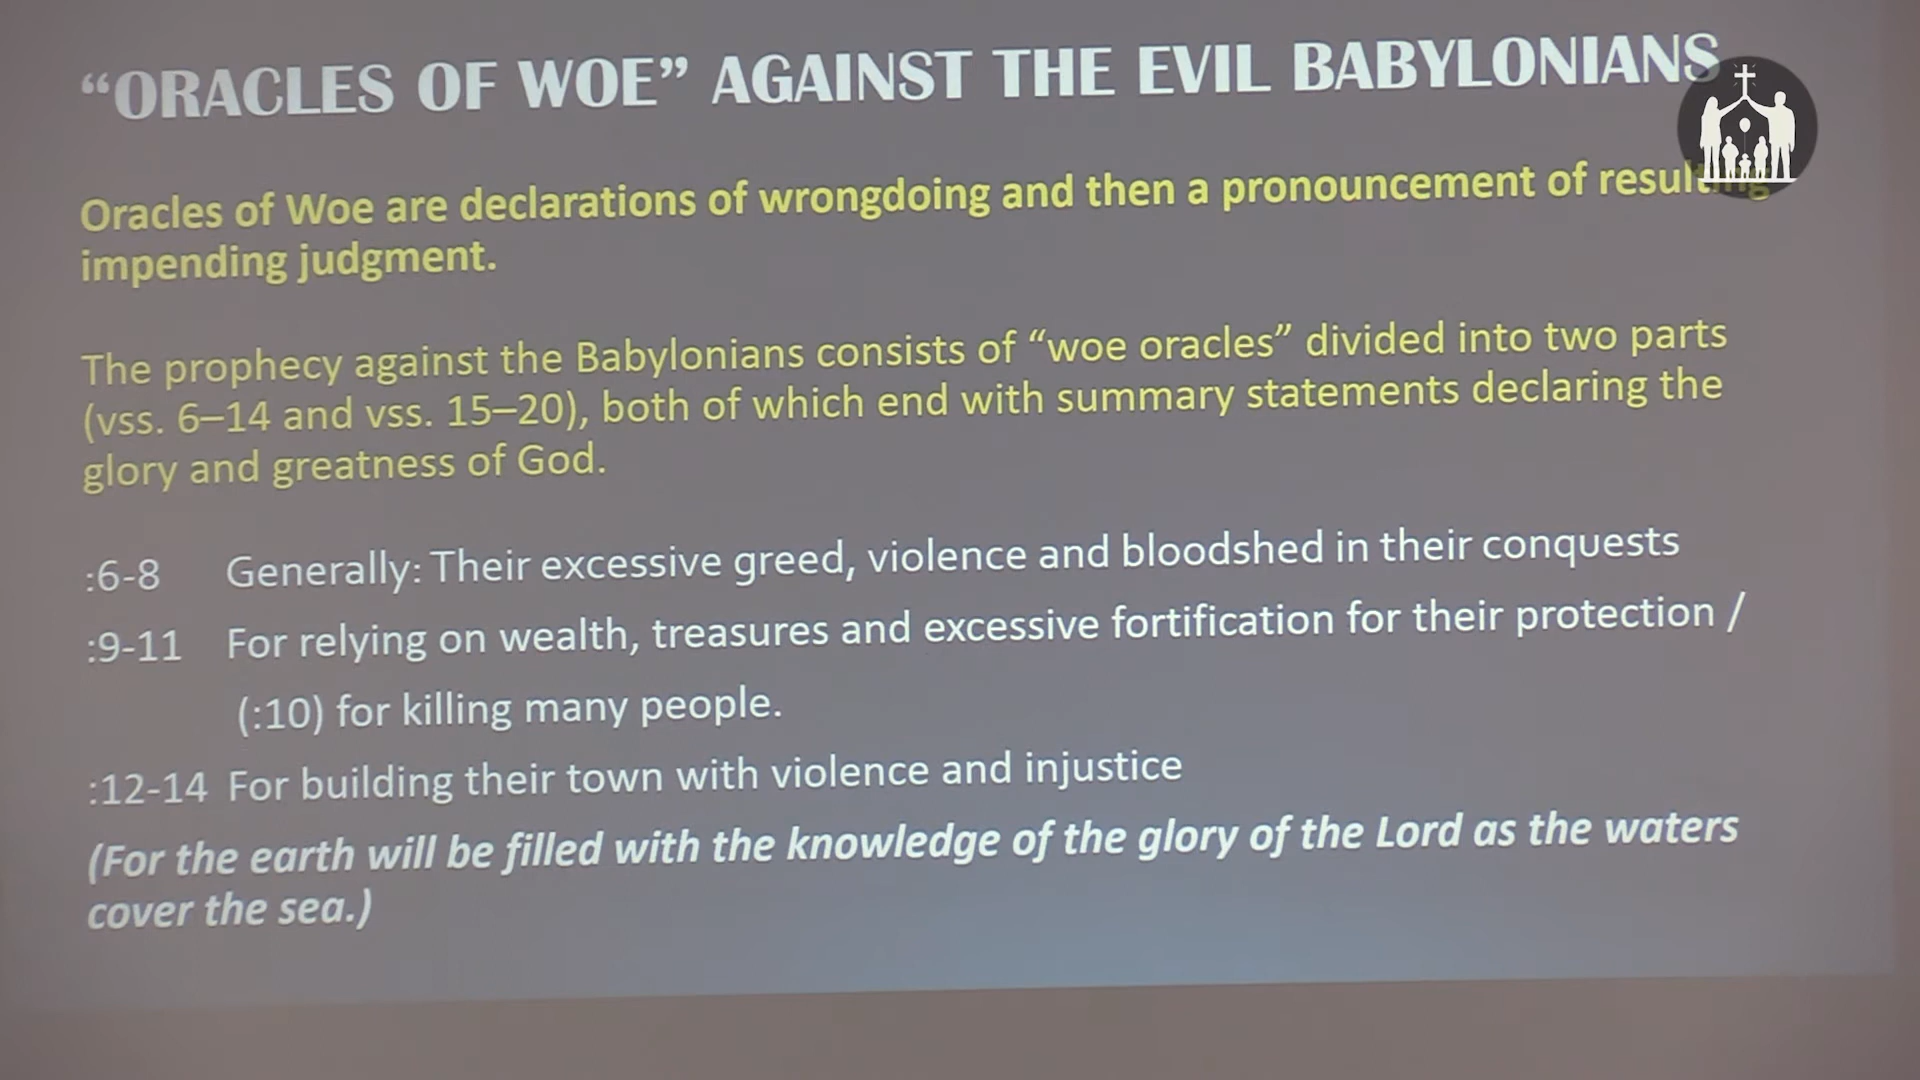 “ORACLES OF WOE” AGAINST THE EVIL BABYLONIANS
Oracles of Woe are declarations of wrongdoing and then a pronouncement of resulting
impending judgment.
The prophecy against the Babylonians consists of “woe oracles” divided into two parts
(vss. 6–14 and vss. 15–20), both of which end with summary statements declaring the
glory and greatness of God.
:6-8 Generally: Their excessive greed, violence and bloodshed in their conquests
:9-11 For relying on wealth, treasures and excessive fortification for their protection /
(:10) for killing many people.
:12-14 For building their town with violence and injustice
(For the earth will be filled with the knowledge of the glory of the Lord as the waters
cover the sea.)